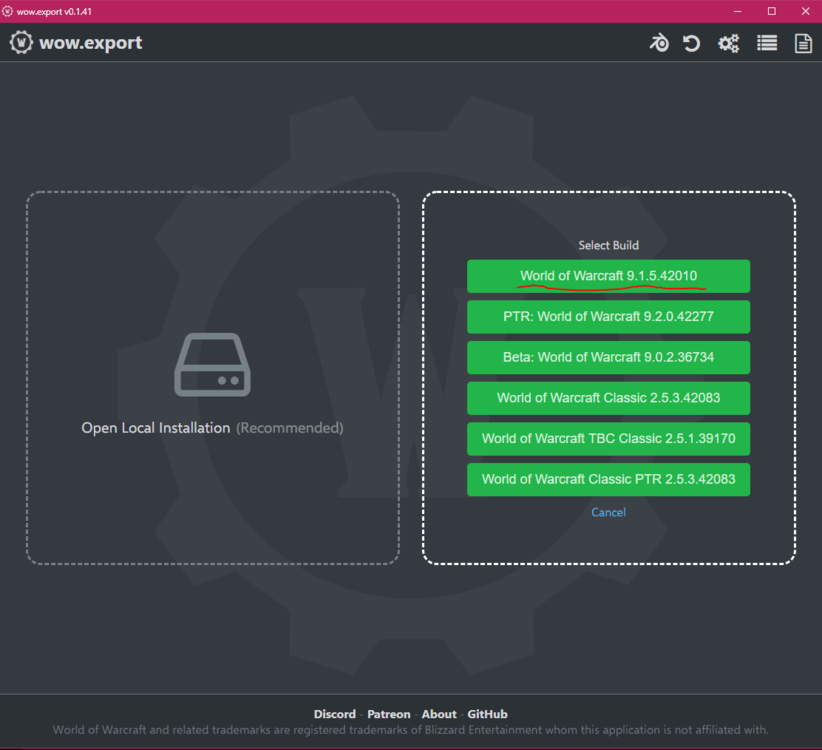 wow.export v0.1.41
wow.export
Open Local Installation (Recommended)
Select Build
World of Warcraft 9.1.5.42010
PTR: World of Warcraft 9.2.0.42277
Beta: World of Warcraft 9.0.2.36734
World of Warcraft Classic 2.5.3.42083
World of Warcraft TBC Classic 2.5.1.39170
World of Warcraft Classic PTR 2.5.3.42083
Cancel
Discord - Patreon - About - GitHub
World of Warcraft and related trademarks are registered trademarks of Blizzard Entertainment whom this application is not affiliated with.